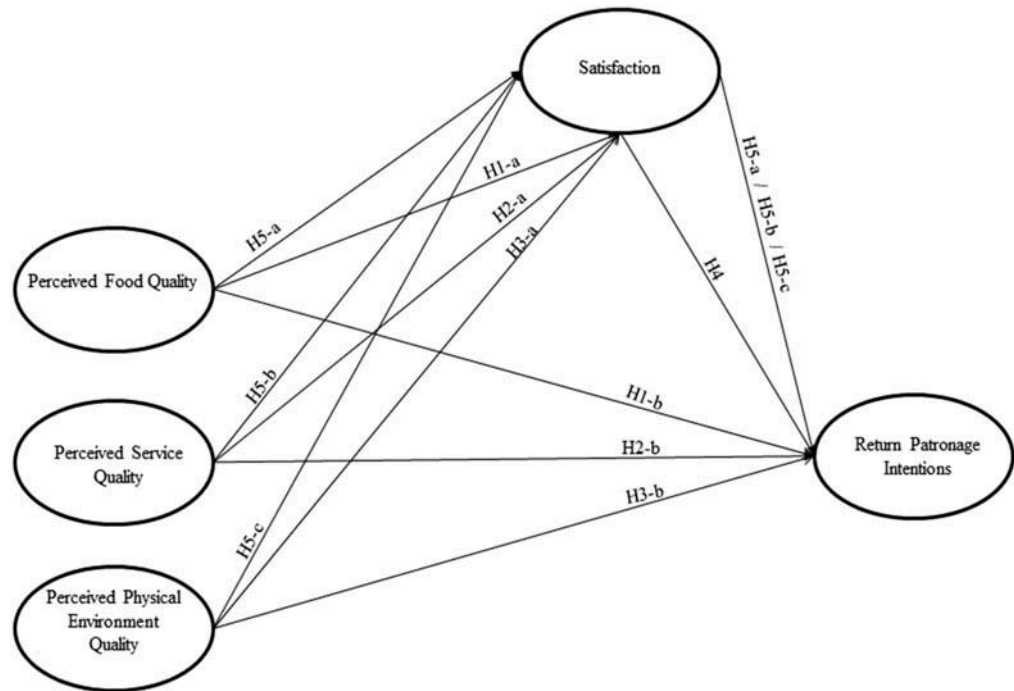 Satisfaction
H5-a / H5-b / H5-c
H1-a
H2-a
H3-a
H5-a
H4
Perceived Food Quality
H5-b
H1-b
Perceived Service
Quality
H2-b
Return Patronage
Intentions
H5-c
H3-b
Perceived Physical
Environment
Quality